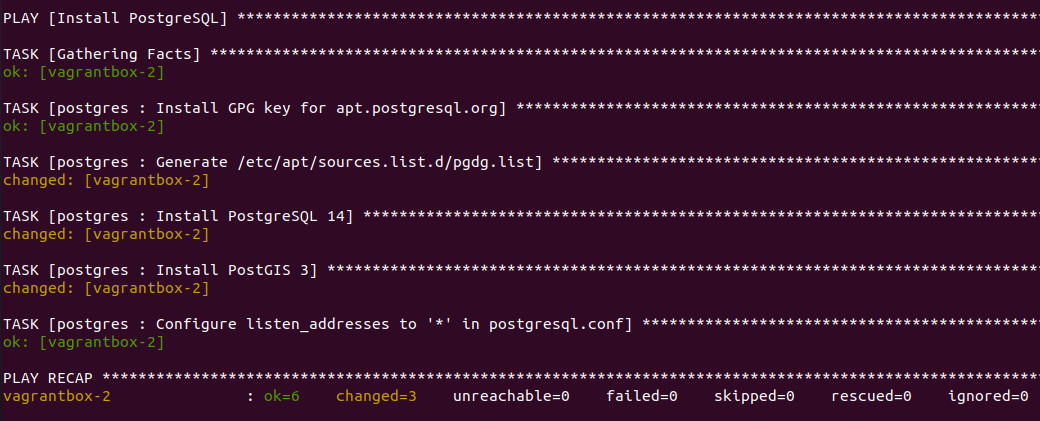 PLAY [Install PostgreSQL] *****************************************************************************************
TASK [Gathering Facts] ********************************************************************************************
ok: [vagrantbox-2]
TASK [postgres : Install GPG key for apt.postgresql.org] **********************************************************
ok: [vagrantbox-2]
TASK [postgres : Generate /etc/apt/sources.list.d/pgdg.list] ******************************************************
changed: [vagrantbox-2]
TASK [postgres : Install PostgreSQL 14] ***************************************************************************
changed: [vagrantbox-2]
TASK [postgres : Install PostGIS 3] *******************************************************************************
changed: [vagrantbox-2]
TASK [postgres : Configure listen_addresses to '*' in postgresql.conf] ********************************************
ok: [vagrantbox-2]
PLAY RECAP ********************************************************************************************************
vagrantbox-2               : ok=6    changed=3    unreachable=0    failed=0    skipped=0    rescued=0    ignored=0